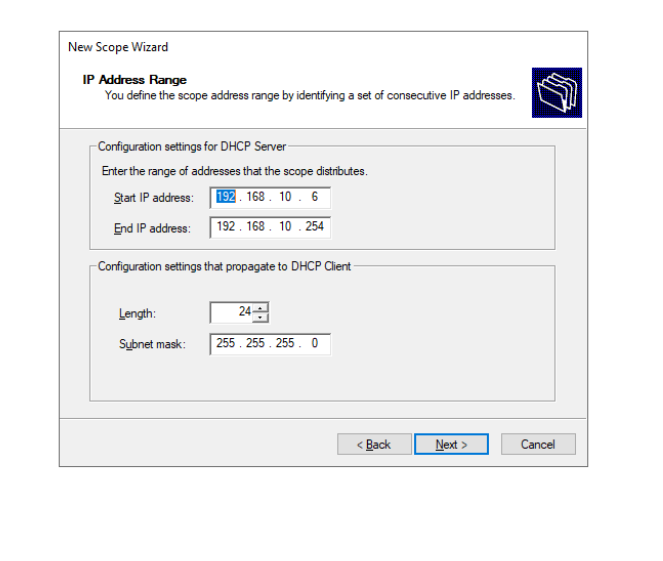 New Scope Wizard
IP Address Range
You define the scope address range by identifying a set of consecutive IP addresses.
Configuration settings for DHCP Server
Enter the range of addresses that the scope distributes.
Start IP address: 192 . 168 . 10 . 6
End IP address: 192 . 168 . 10 . 254
Configuration settings that propagate to DHCP Client
Length: 24
Subnet mask: 255 . 255 . 255 . 0
< Back Next > Cancel